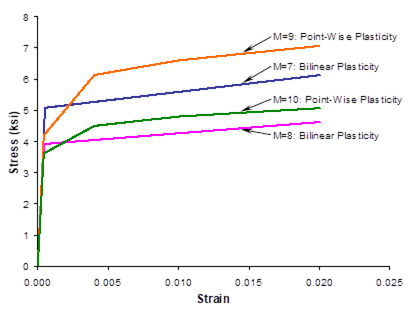 8
7
6
5
4
3
2
1
0
Stress (ksi)
M=9: Point-Wise Plasticity
M=7: Bilinear Plasticity
M=10: Point-Wise Plasticity
M=8: Bilinear Plasticity
0.000 0.005 0.010 0.015 0.020 0.025
Strain